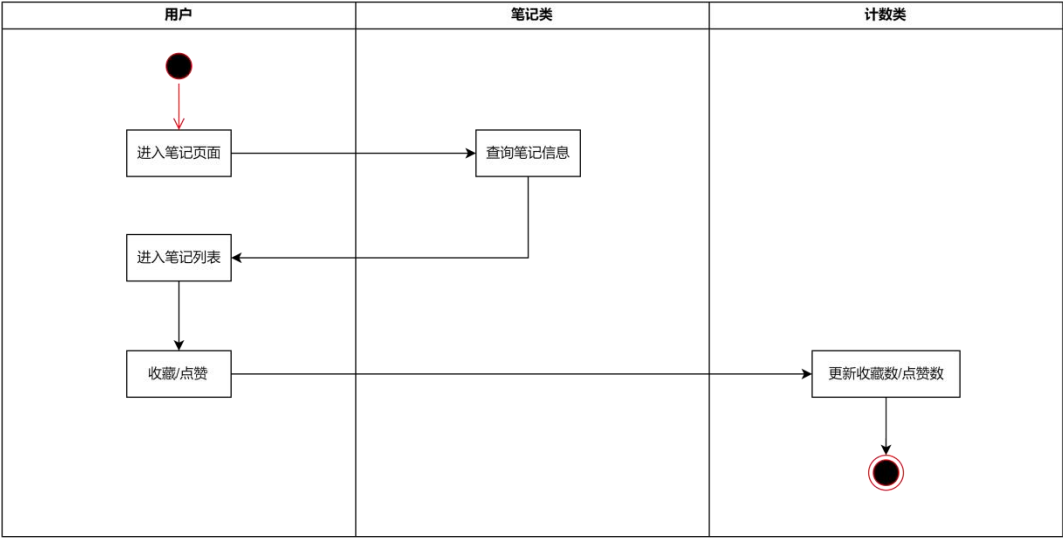 用户
笔记类
计数类
进入笔记页面
查询笔记信息
进入笔记列表
收藏/点赞
更新收藏数/点赞数